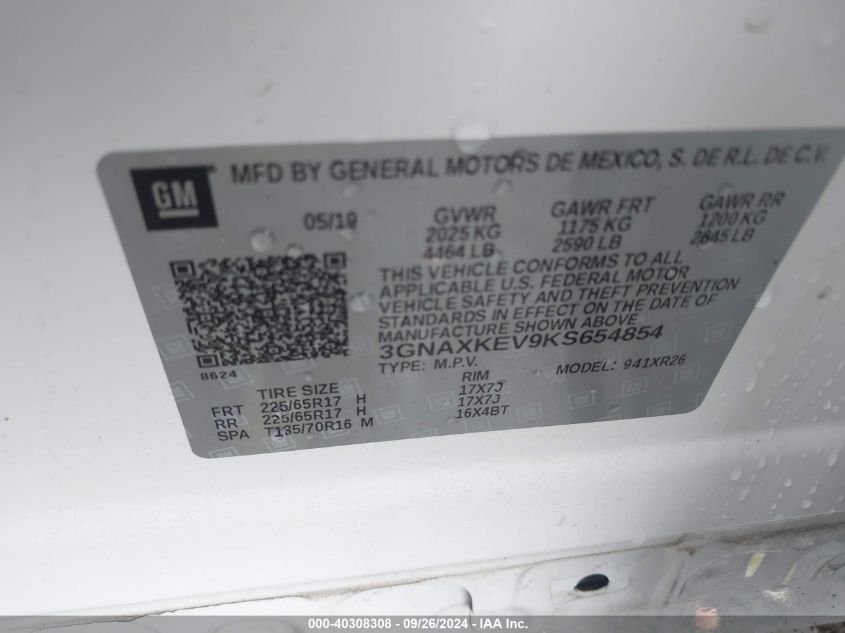 GM
MFD BY GENERAL MOTORS DE MEXICO, S. DE R.L. DE C.V.
05/19 GVWR GAWR FRT GAWR RR
2025 KG 1175 KG 1200 KG
4464 LB 2590 LB 2645 LB
THIS VEHICLE CONFORMS TO ALL
APPLICABLE U.S. FEDERAL MOTOR
VEHICLE SAFETY AND THEFT PREVENTION
STANDARDS IN EFFECT ON THE DATE OF
MANUFACTURE SHOWN ABOVE.
3GNAXKEV9KS654854
8624
TYPE: M.P.V. MODEL: 941XR26
TIRE SIZE RIM
FRT 225/65R17 H 17X7J
RR 225/65R17 H 17X7J
SPA T135/70R16 M 16X4BT
000-40308308 - 09/26/2024 - IAA Inc.